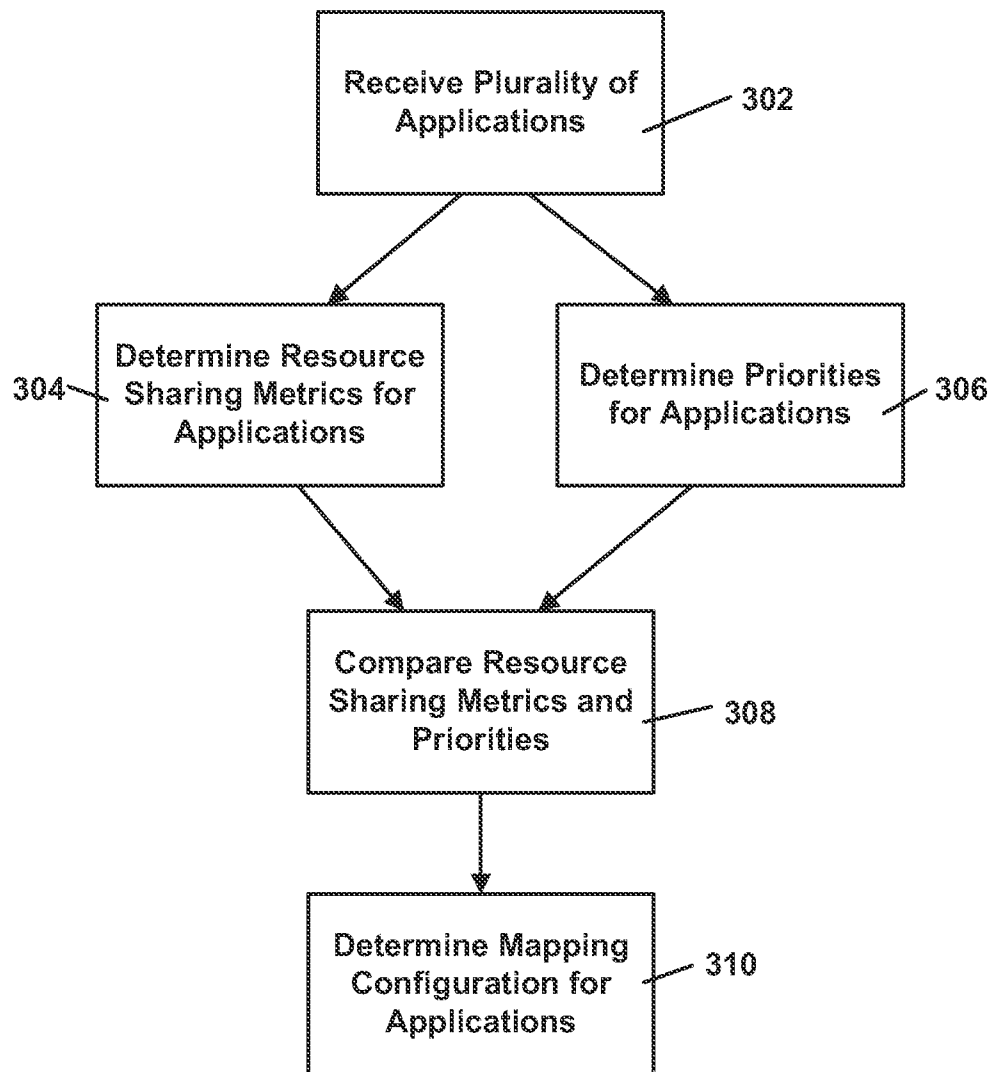 Receive Plurality of
Applications
302
Determine Resource
Sharing Metrics for
Applications
304
Determine Priorities
for Applications
306
Compare Resource
Sharing Metrics and
Priorities
308
Determine Mapping
Configuration for
Applications
310